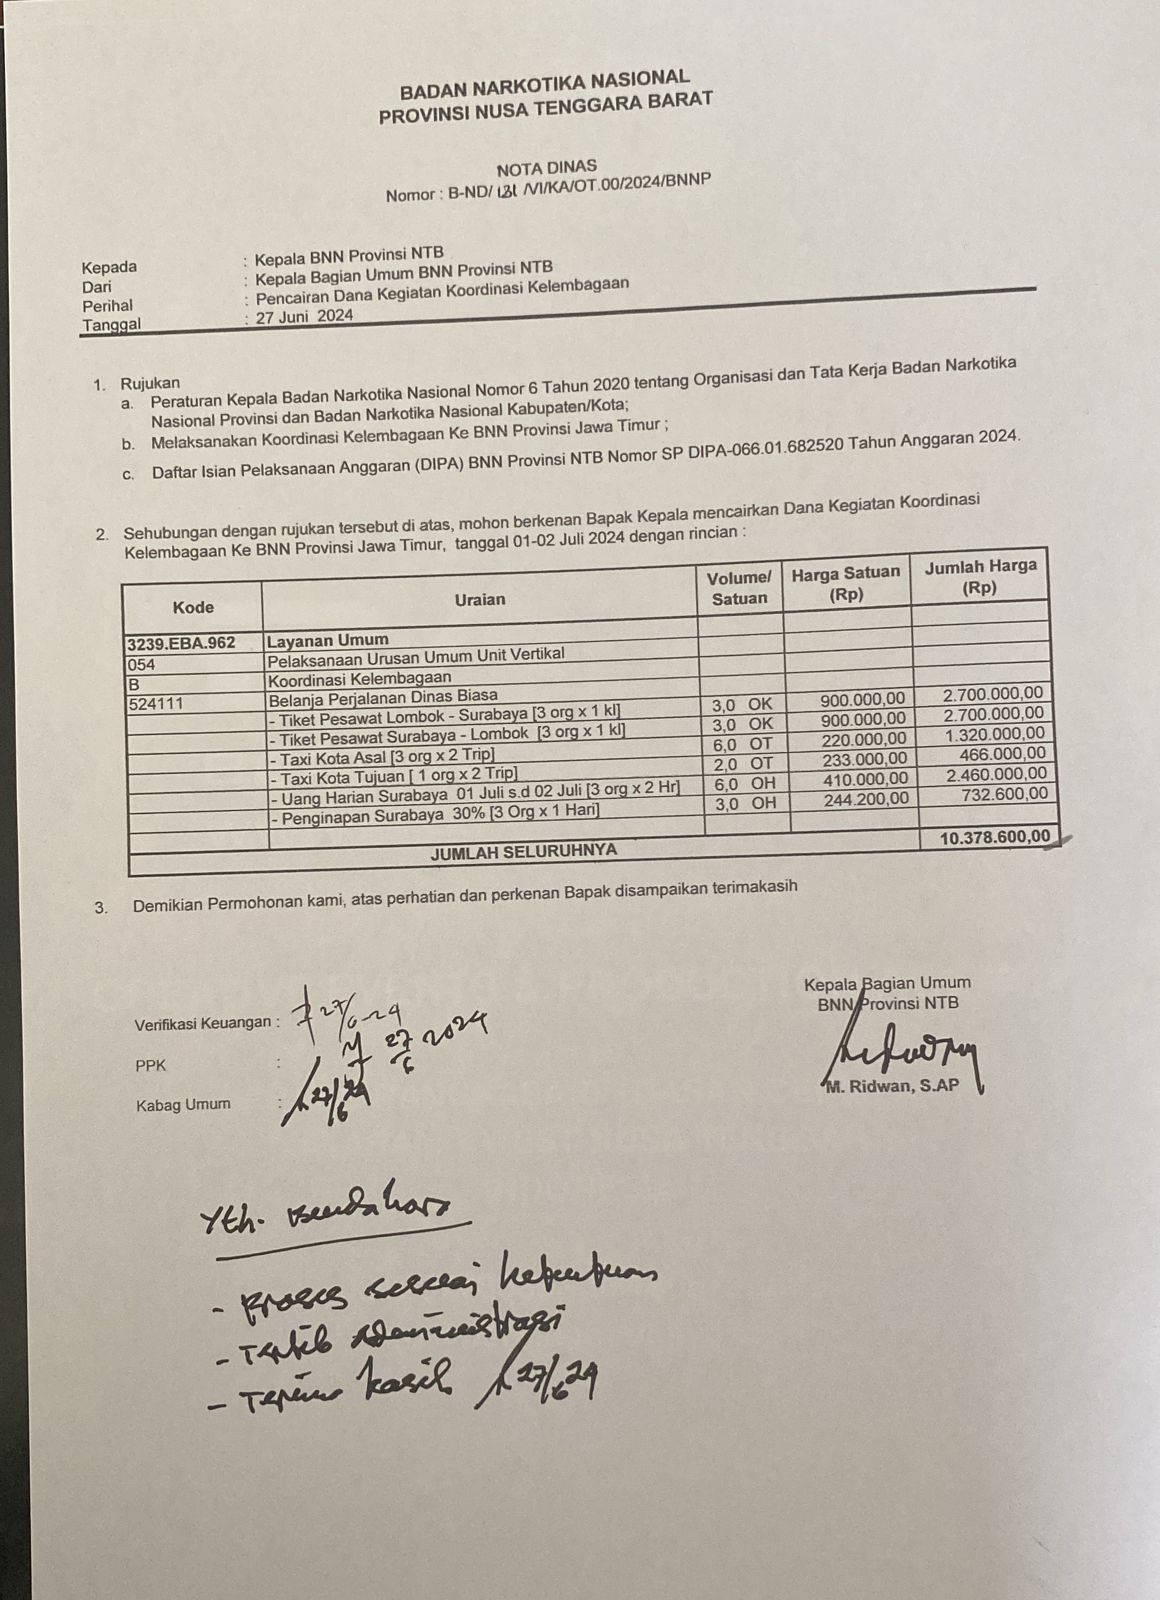 BADAN NARKOTIKA NASIONAL
PROVINSI NUSA TENGGARA BARAT
NOTA DINAS
Nomor : B-ND/ 131 /VI/KA/OT.00/2024/BNNP
Kepada : Kepala BNN Provinsi NTB
Dari : Kepala Bagian Umum BNN Provinsi NTB
Perihal : Pencairan Dana Kegiatan Koordinasi Kelembagaan
Tanggal : 27 Juni 2024
1. Rujukan
a. Peraturan Kepala Badan Narkotika Nasional Nomor 6 Tahun 2020 tentang Organisasi dan Tata Kerja Badan Narkotika
Nasional Provinsi dan Badan Narkotika Nasional Kabupaten/Kota;
b. Melaksanakan Koordinasi Kelembagaan Ke BNN Provinsi Jawa Timur ;
c. Daftar Isian Pelaksanaan Anggaran (DIPA) BNN Provinsi NTB Nomor SP DIPA-066.01.682520 Tahun Anggaran 2024.
2. Sehubungan dengan rujukan tersebut di atas, mohon berkenan Bapak Kepala mencairkan Dana Kegiatan Koordinasi
Kelembagaan Ke BNN Provinsi Jawa Timur, tanggal 01-02 Juli 2024 dengan rincian :
Kode Uraian Volume/ Satuan Harga Satuan (Rp) Jumlah Harga (Rp)
3239.EBA.962 Layanan Umum
054 Pelaksanaan Urusan Umum Unit Vertikal
B Koordinasi Kelembagaan
524111 Belanja Perjalanan Dinas Biasa
- Tiket Pesawat Lombok - Surabaya [3 org x 1 kl] 3,0 OK 900.000,00 2.700.000,00
- Tiket Pesawat Surabaya - Lombok [3 org x 1 kl] 3,0 OK 900.000,00 2.700.000,00
- Taxi Kota Asal [3 org x 2 Trip] 6,0 OT 220.000,00 1.320.000,00
- Taxi Kota Tujuan [ 1 org x 2 Trip] 2,0 OT 233.000,00 466.000,00
- Uang Harian Surabaya 01 Juli s.d 02 Juli [3 org x 2 Hr] 6,0 OH 410.000,00 2.460.000,00
- Penginapan Surabaya 30% [3 Org x 1 Hari] 3,0 OH 244.200,00 732.600,00
JUMLAH SELURUHNYA 10.378.600,00
3. Demikian Permohonan kami, atas perhatian dan perkenan Bapak disampaikan terimakasih
Kepala Bagian Umum
BNN Provinsi NTB
M. Ridwan, S.AP
Verifikasi Keuangan : 27/6-24
PPK : 27/6 2024
Kabag Umum : 27/6 24
Yth. Bendahara
- Proses sesuai ketentuan
- Tertib administrasi
- Terima kasih 27/6 24